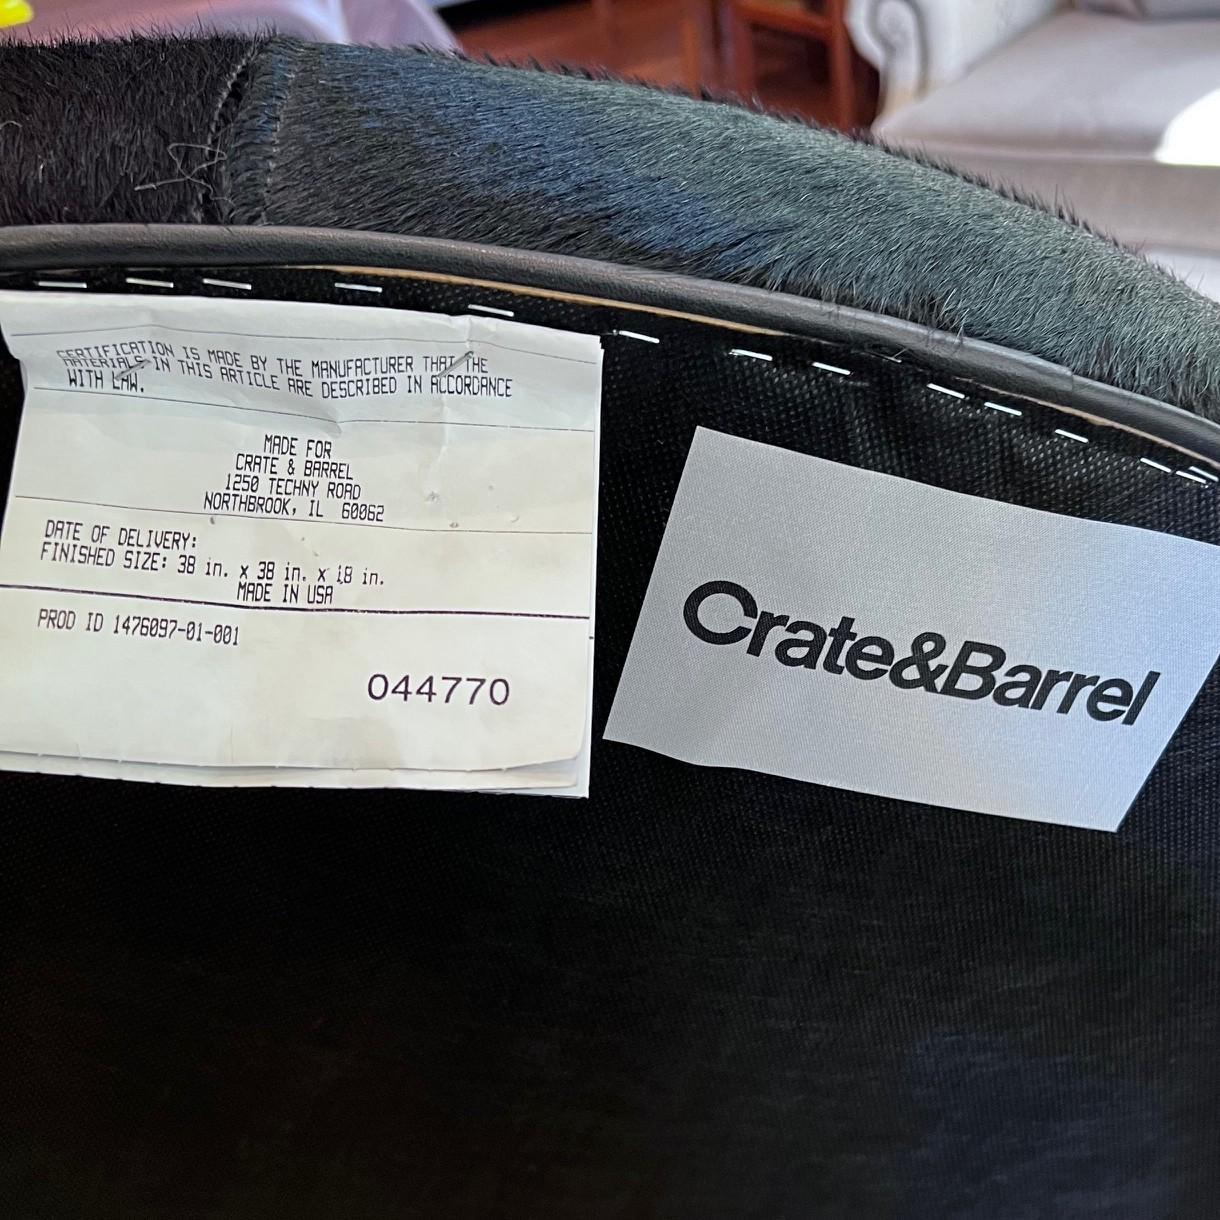 CERTIFICATION IS MADE BY THE MANUFACTURER THAT THE
MATERIALS IN THIS ARTICLE ARE DESCRIBED IN ACCORDANCE
WITH LAW.
MADE FOR
CRATE & BARREL
1250 TECHNY ROAD
NORTHBROOK, IL 60062
DATE OF DELIVERY:
FINISHED SIZE: 38 in. x 38 in. x 18 in.
MADE IN USA
PROD ID 1476097-01-001
044770
Crate&Barrel